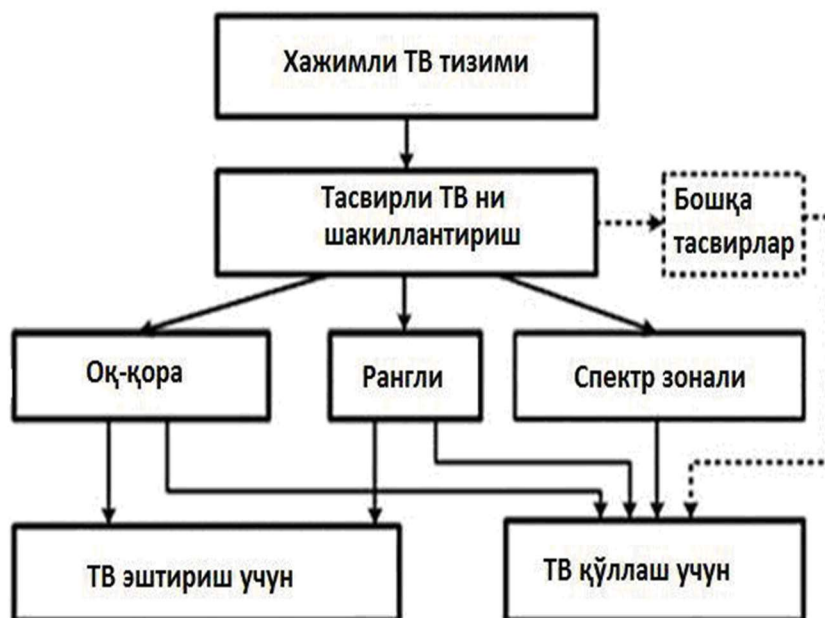 Хажимли ТВ тизими
Тасвирли ТВ ни
шакиллантириш
Бошқа
тасвирлар
Оқ-қора
Рангли
Спектр зонали
ТВ эштириш учун
ТВ қўллаш учун